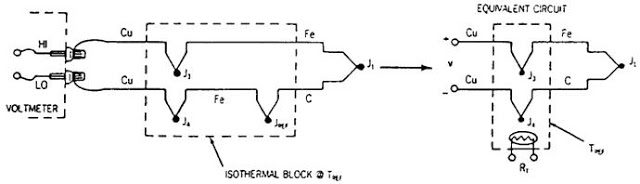 EQUIVALENT CIRCUIT
HI
LO
VOLTMETER
Cu
Cu
J3
J4
Fe
Fe
JREF
C
J1
ISOTHERMAL BLOCK @ TREF
+
v
−
Cu
Cu
J3
J4
Fe
C
J1
TREF
RT